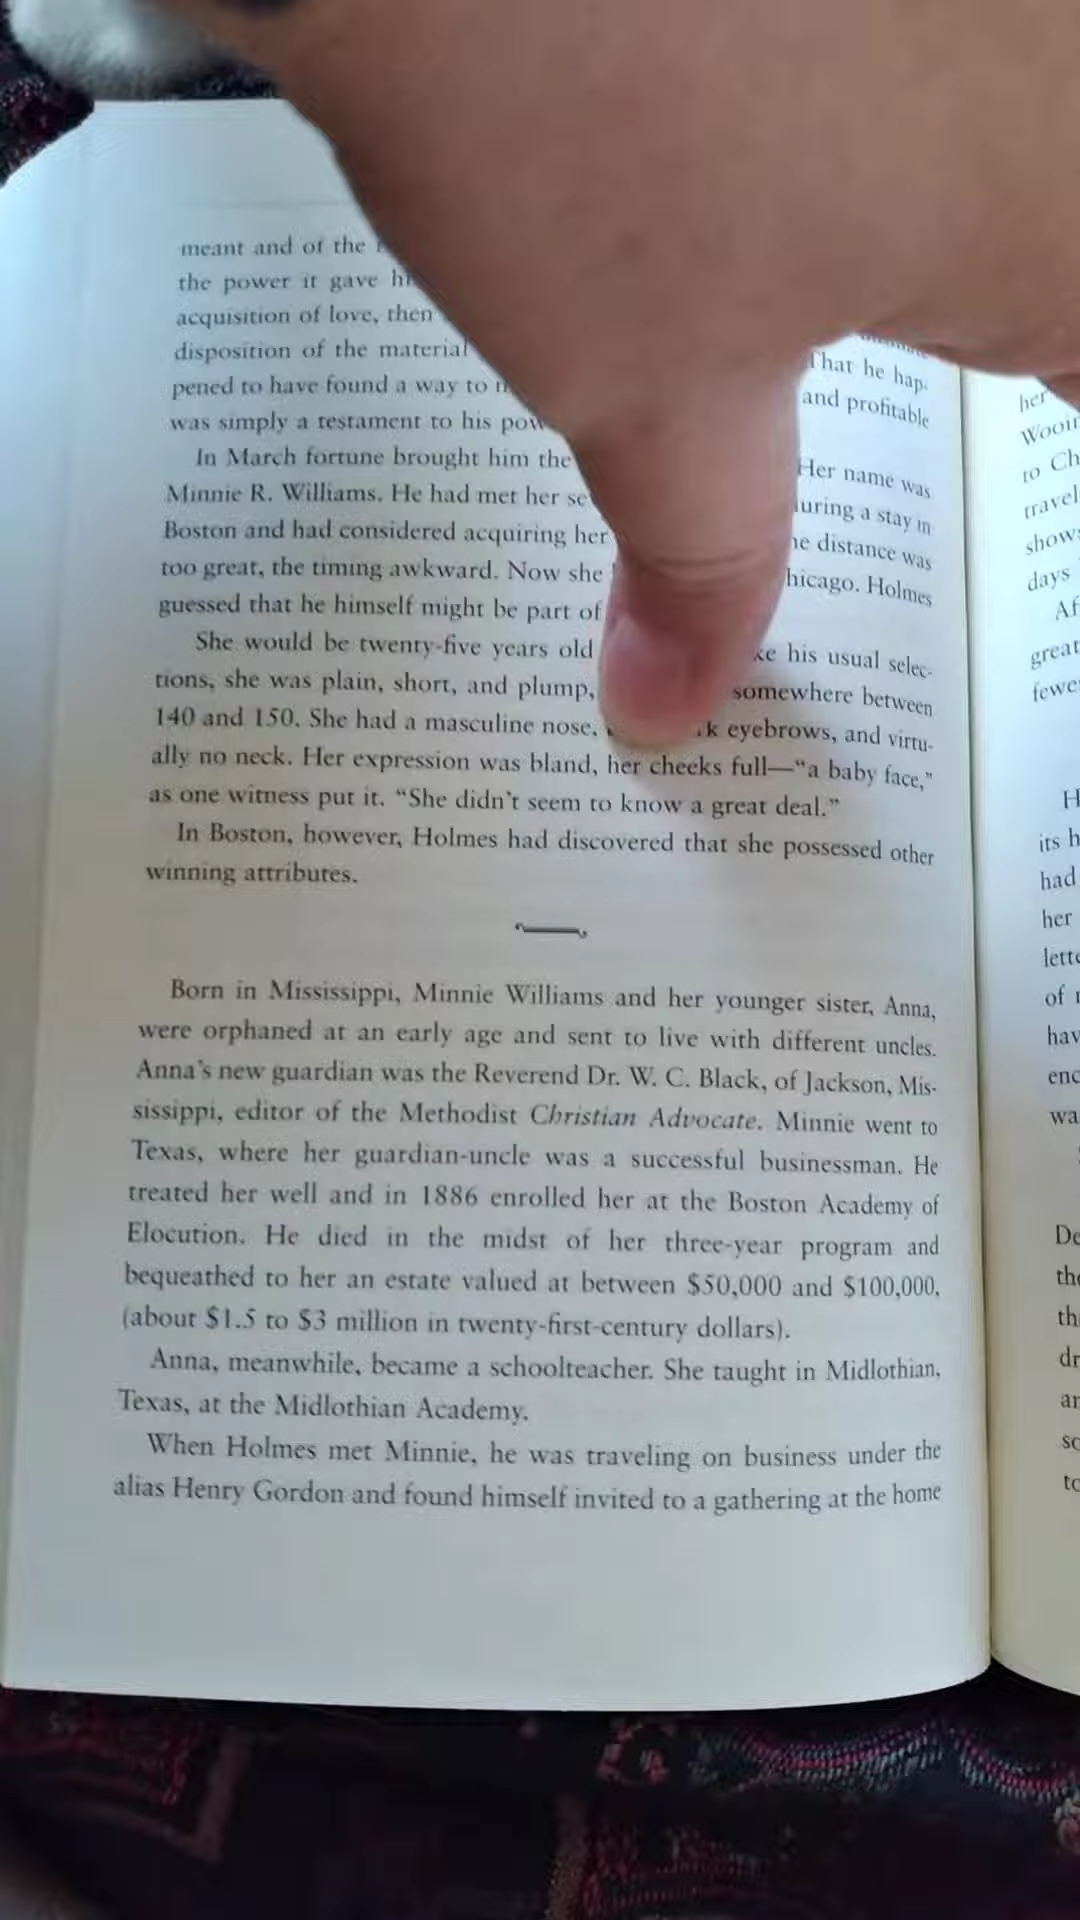 meant and of the
the power it gave
acquisition of love, then
disposition of the material
pened to have found a way to That he hap-
was simply a testament to his and profitable
In March fortune brought him the Her name was
Minnie R. Williams. He had met her a stay in
Boston and had considered acquiring her distance was
too great, the timing awkward. Now she Holmes
guessed that he himself might be part of
She would be twenty-five years old his usual selec-
tions, she was plain, short, and plump, somewhere between
140 and 150. She had a masculine nose, eyebrows, and virtu-
ally no neck. Her expression was bland, her cheeks full—“a baby face,”
as one witness put it. “She didn’t seem to know a great deal.”
In Boston, however, Holmes had discovered that she possessed other
winning attributes.
Born in Mississippi, Minnie Williams and her younger sister, Anna,
were orphaned at an early age and sent to live with different uncles.
Anna’s new guardian was the Reverend Dr. W. C. Black, of Jackson, Mis-
sissippi, editor of the Methodist Christian Advocate. Minnie went to
Texas, where her guardian-uncle was a successful businessman. He
treated her well and in 1886 enrolled her at the Boston Academy of
Elocution. He died in the midst of her three-year program and
bequeathed to her an estate valued at between $50,000 and $100,000,
(about $1.5 to $3 million in twenty-first-century dollars).
Anna, meanwhile, became a schoolteacher. She taught in Midlothian,
Texas, at the Midlothian Academy.
When Holmes met Minnie, he was traveling on business under the
alias Henry Gordon and found himself invited to a gathering at the home
her
to
days
great
its
had
her
of